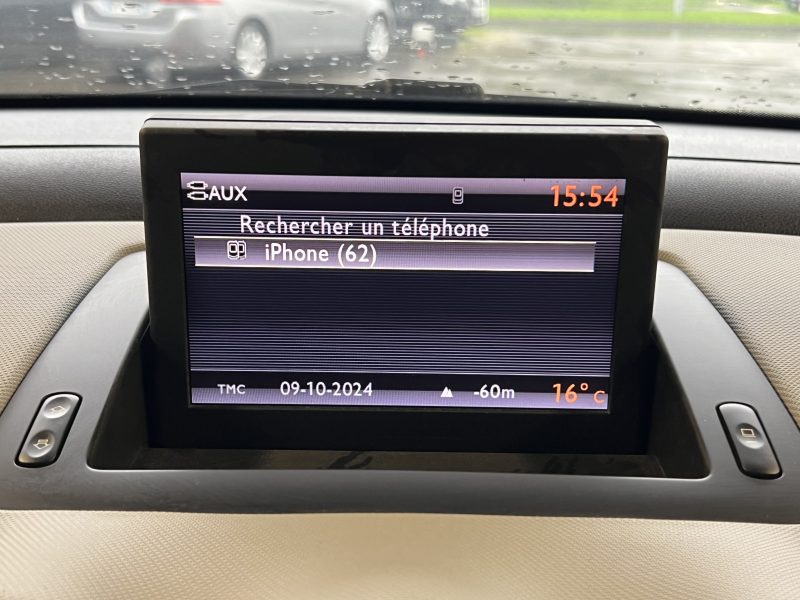 AUX 15:54
Rechercher un téléphone
iPhone (62)
TMC 09-10-2024 -60m 16° C